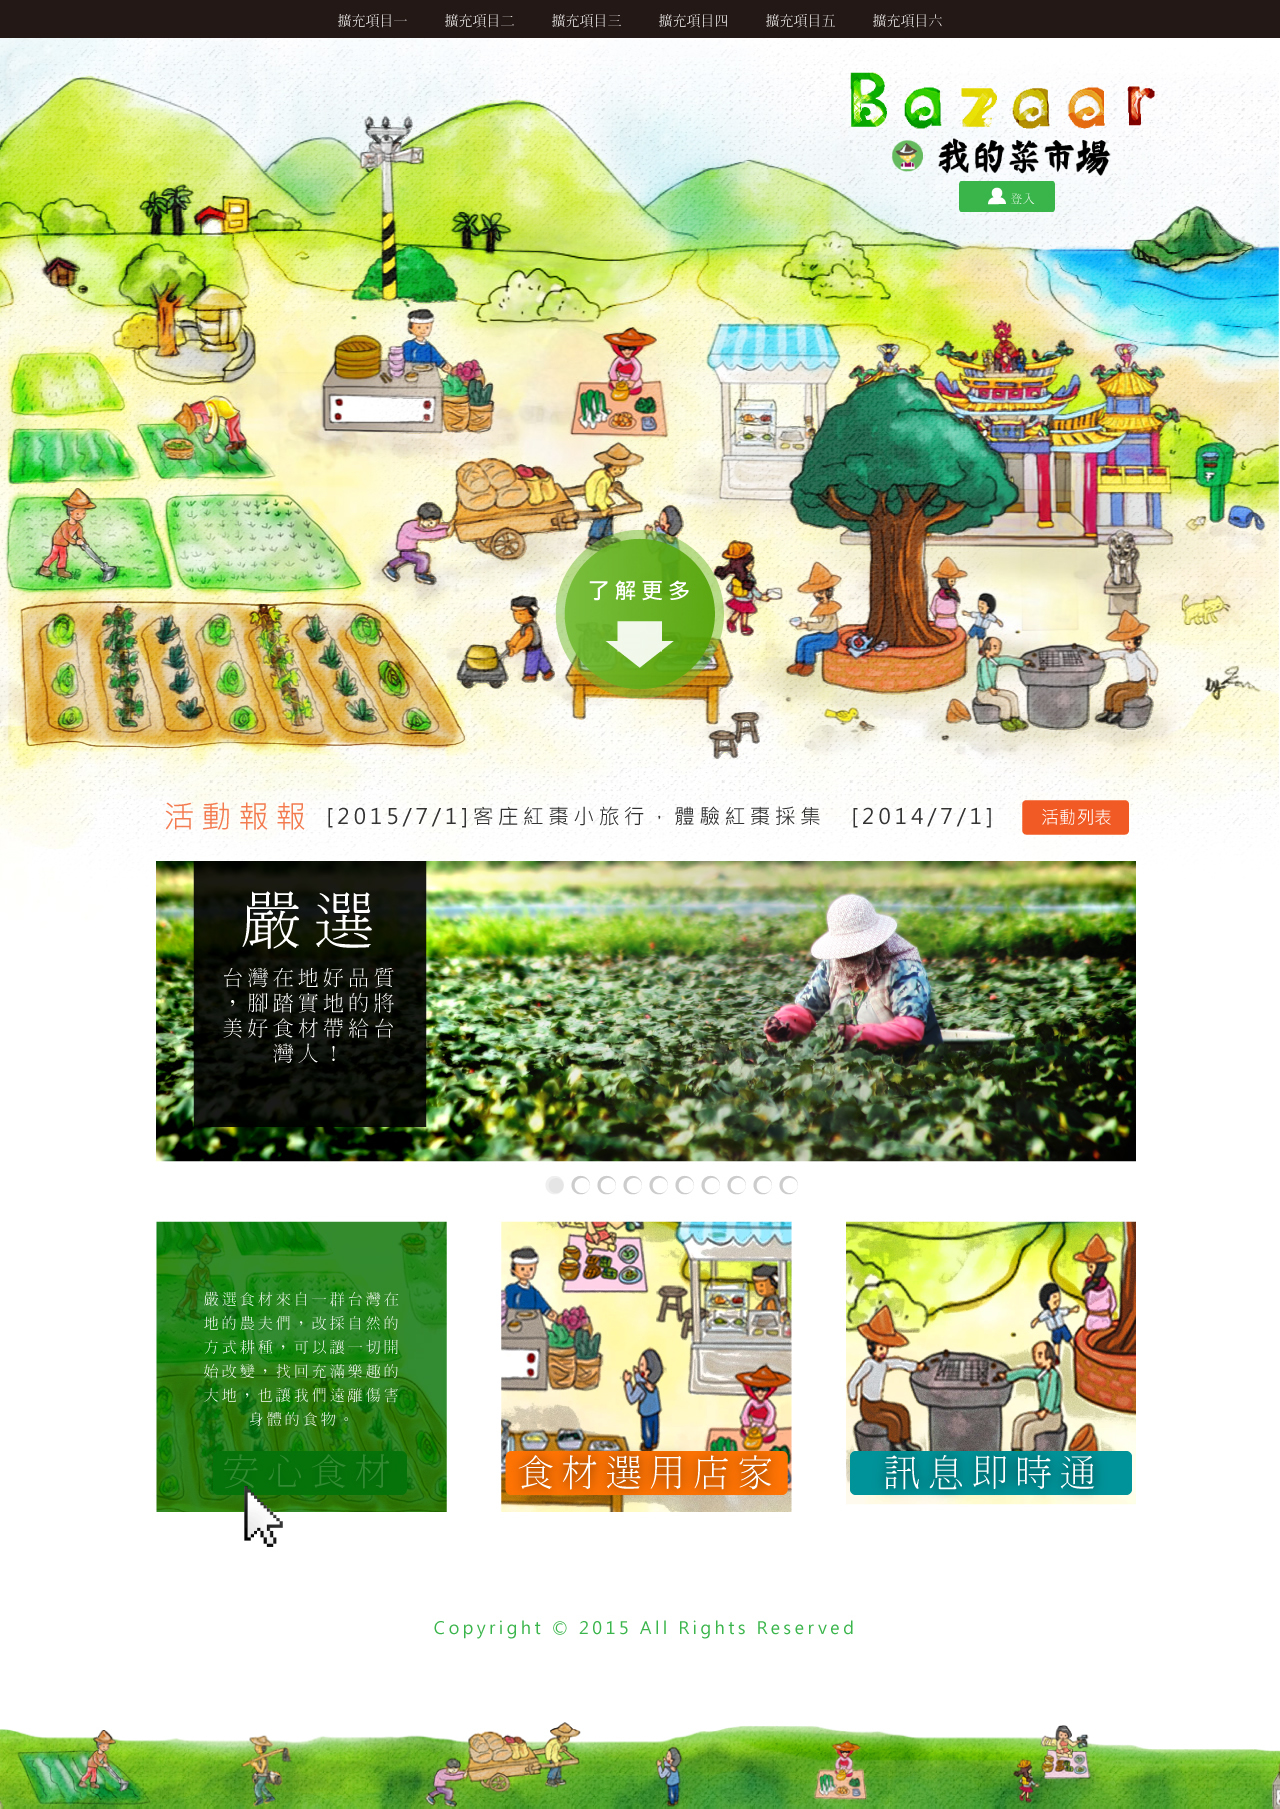 擴充項目一 擴充項目二 擴充項目三 擴充項目四 擴充項目五 擴充項目六
Bazaar
我的菜市場
登入
了解更多
by Zom
活動報報 [2015/7/1]客庄紅棗小旅行，體驗紅棗採集 [2014/7/1] 活動列表
嚴選
台灣在地好品質
，腳踏實地的將
美好食材帶給台
灣人！
嚴選食材來自一群台灣在
地的農夫們，改採自然的
方式耕種，可以讓一切開
始改變，找回充滿樂趣的
大地，也讓我們遠離傷害
身體的食物。
安心食材
食材選用店家
訊息即時通
Copyright © 2015 All Rights Reserved